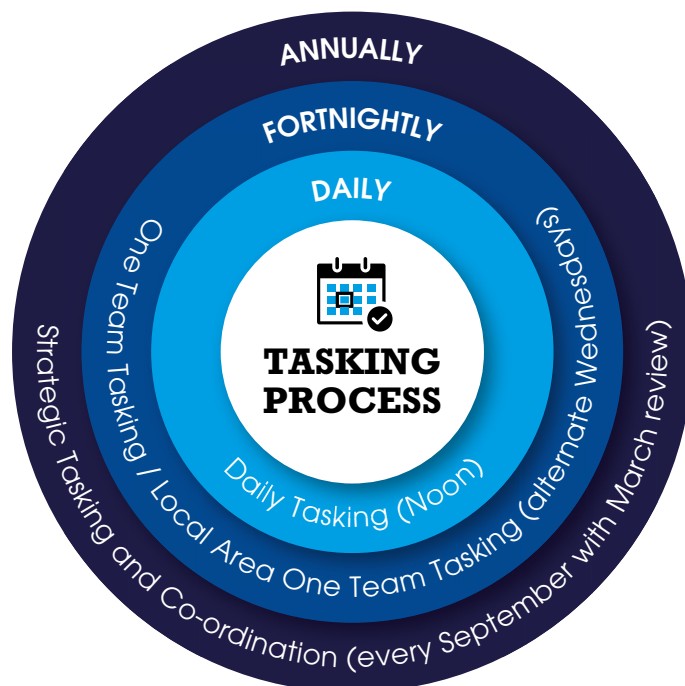 ANNUALLY
FORTNIGHTLY
DAILY
TASKING
PROCESS
Daily Tasking (Noon)
One Team Tasking / Local Area One Team Tasking (alternate Wednesdays)
Strategic Tasking and Co-ordination (every September with March review)